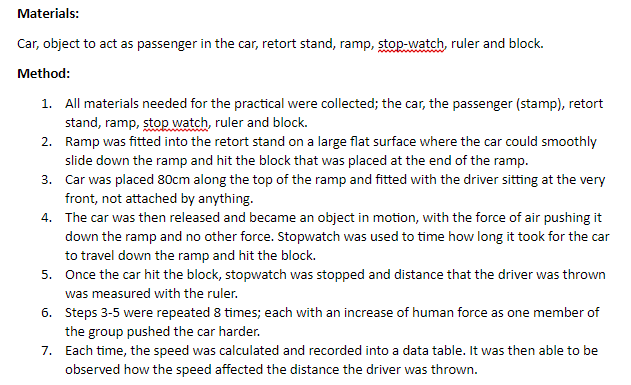 Materials:
Car, object to act as passenger in the car, retort stand, ramp, stop-watch, ruler and block.
Method:
1. All materials needed for the practical were collected; the car, the passenger (stamp), retort
stand, ramp, stop watch, ruler and block.
2. Ramp was fitted into the retort stand on a large flat surface where the car could smoothly
slide down the ramp and hit the block that was placed at the end of the ramp.
3. Car was placed 80cm along the top of the ramp and fitted with the driver sitting at the very
front, not attached by anything.
4. The car was then released and became an object in motion, with the force of air pushing it
down the ramp and no other force. Stopwatch was used to time how long it took for the car
to travel down the ramp and hit the block.
5. Once the car hit the block, stopwatch was stopped and distance that the driver was thrown
was measured with the ruler.
6. Steps 3-5 were repeated 8 times; each with an increase of human force as one member of
the group pushed the car harder.
7. Each time, the speed was calculated and recorded into a data table. It was then able to be
observed how the speed affected the distance the driver was thrown.